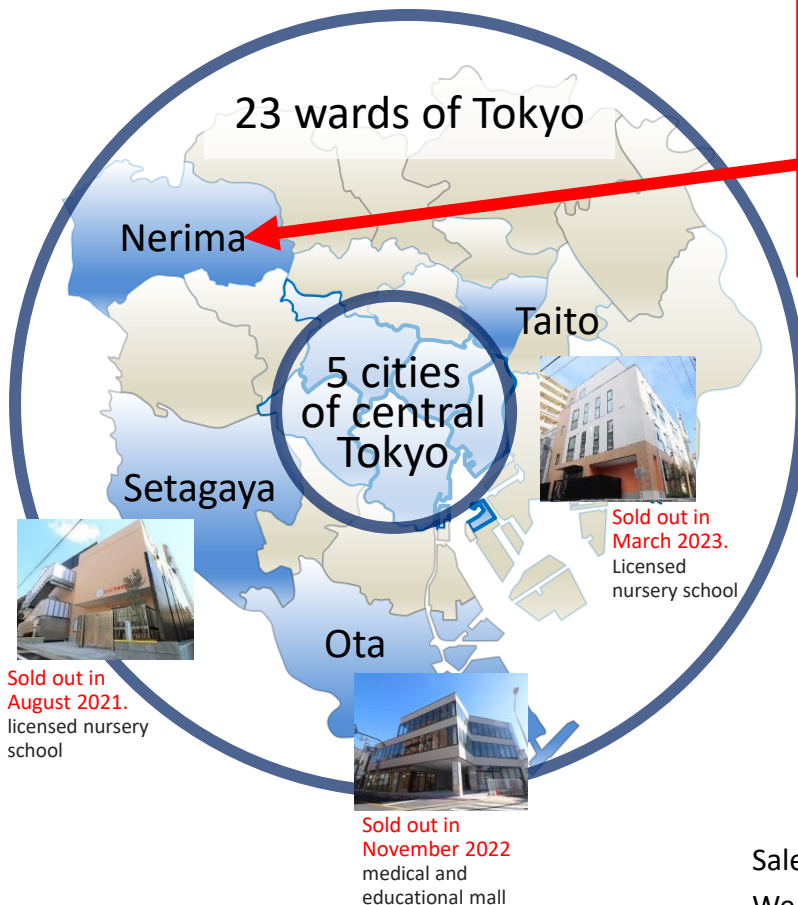 23 wards of Tokyo
Nerima
Taito
5 cities
of central
Tokyo
Setagaya
Sold out in
March 2023.
Licensed
nursery school
Ota
Sold out in
August 2021.
licensed nursery
school
Sold out in
November 2022
medical and
educational mall
Sale
We